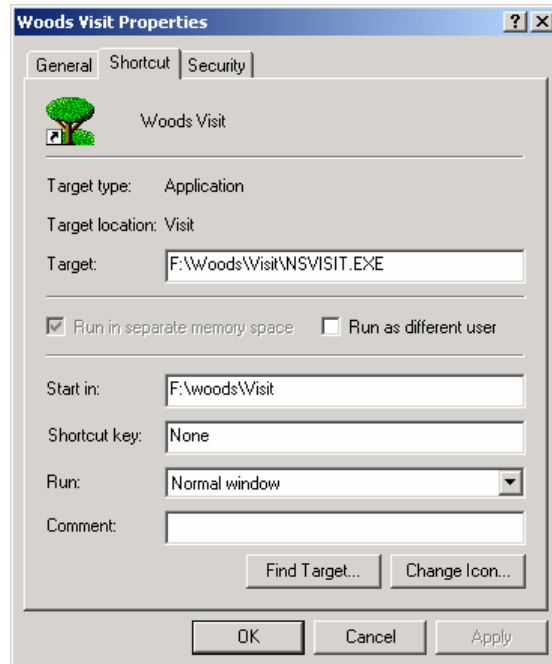 Woods Visit Properties
General Shortcut Security
Woods Visit
Target type: Application
Target location: Visit
Target: F:\Woods\Visit\NSVISIT.EXE
Run in separate memory space Run as different user
Start in: F:\woods\Visit
Shortcut key: None
Run: Normal window
Comment:
Find Target... Change Icon...
OK Cancel Apply